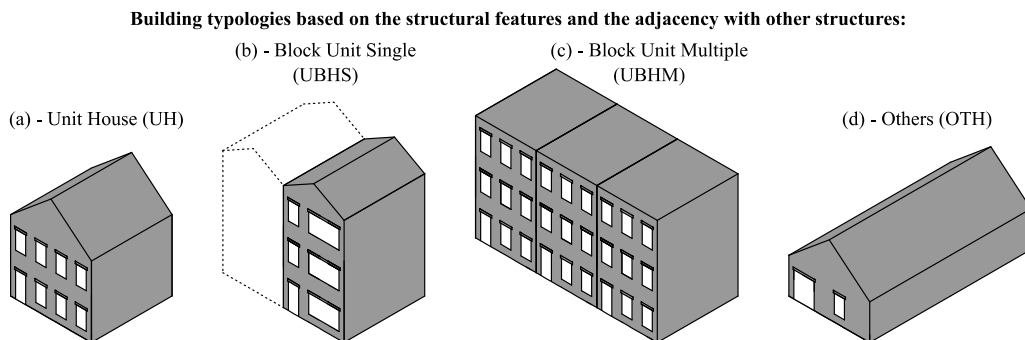 Building typologies based on the structural features and the adjacency with other structures:
(b) - Block Unit Single
(UBHS)
(c) - Block Unit Multiple
(UBHM)
(a) - Unit House (UH)
(d) - Others (OTH)